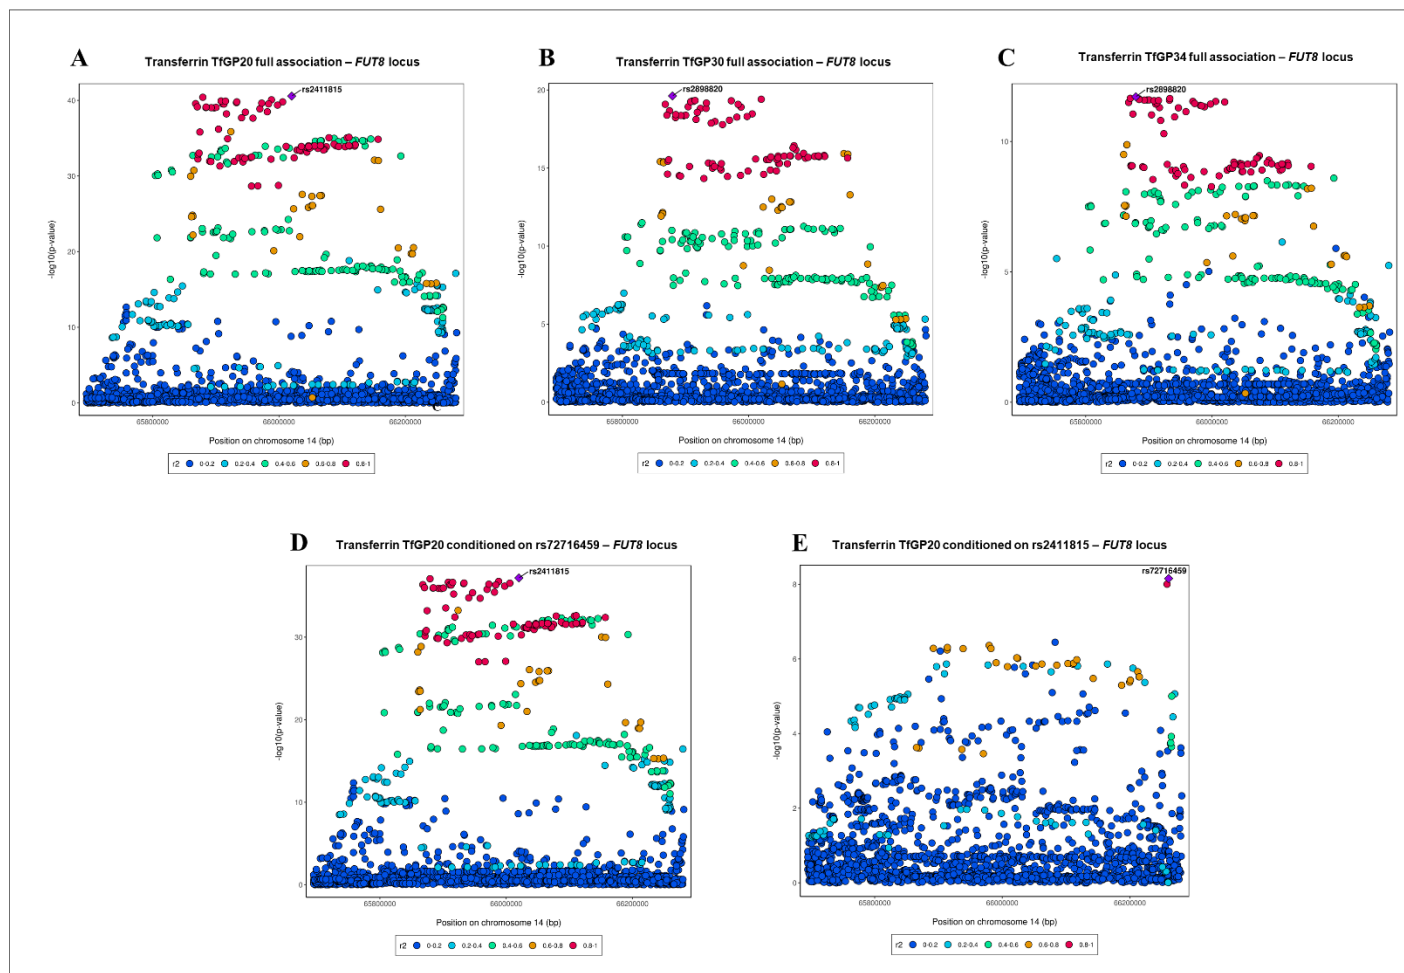 A
Transferrin TfGP20 full association – FUT8 locus
rs2411815
40
30
20
10
0
-log10(p-value)
65800000 66000000 66200000
C
Position on chromosome 14 (bp)
r2 0-0.2 0.2-0.4 0.4-0.6 0.6-0.8 0.8-1
B
Transferrin TfGP30 full association – FUT8 locus
rs2898820
20
15
10
5
0
-log10(p-value)
65800000 66000000 66200000
Position on chromosome 14 (bp)
r2 0-0.2 0.2-0.4 0.4-0.6 0.6-0.8 0.8-1
C
Transferrin TfGP34 full association – FUT8 locus
rs2898820
10
5
0
-log10(p-value)
65800000 66000000 66200000
Position on chromosome 14 (bp)
r2 0-0.2 0.2-0.4 0.4-0.6 0.6-0.8 0.8-1
D
Transferrin TfGP20 conditioned on rs72716459 – FUT8 locus
rs2411815
30
20
10
0
-log10(p-value)
65800000 66000000 66200000
Position on chromosome 14 (bp)
r2 0-0.2 0.2-0.4 0.4-0.6 0.6-0.8 0.8-1
E
Transferrin TfGP20 conditioned on rs2411815 – FUT8 locus
rs72716459
8
6
4
2
0
-log10(p-value)
65800000 66000000 66200000
Position on chromosome 14 (bp)
r2 0-0.2 0.2-0.4 0.4-0.6 0.6-0.8 0.8-1